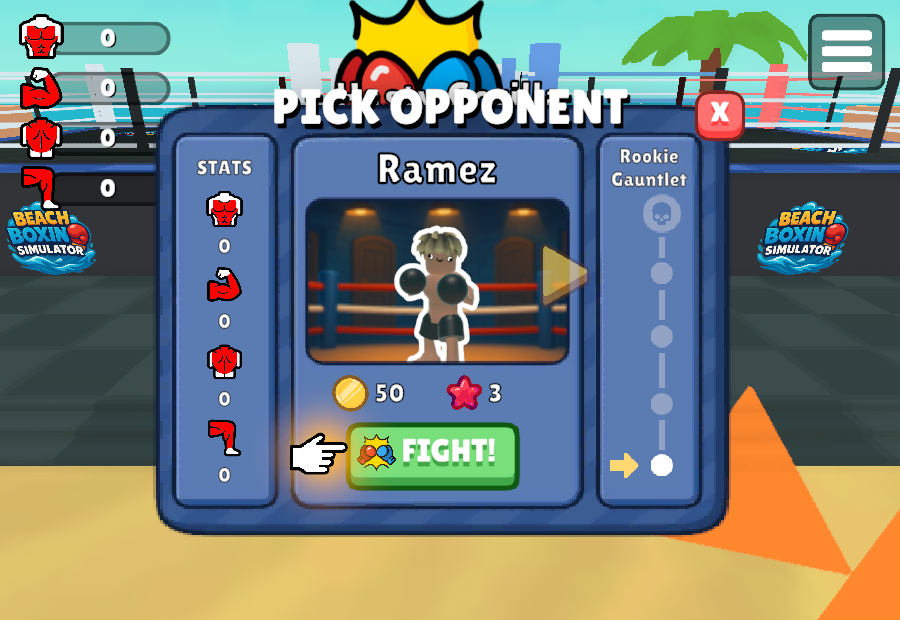 0
0
0
0
PICK OPPONENT
X
STATS
0
0
0
0
Ramez
50
3
FIGHT!
Rookie
Gauntlet
BEACH
BOXING
SIMULATOR
BEACH
BOXING
SIMULATOR